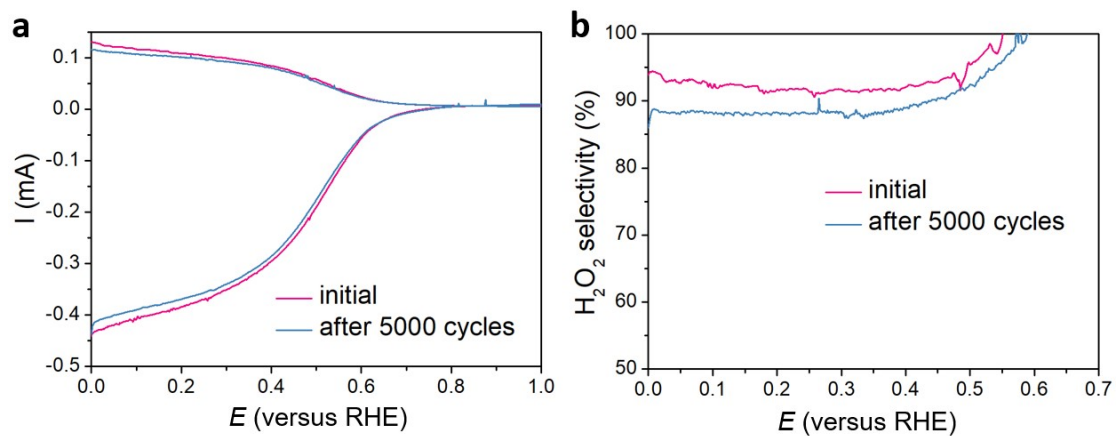 a
0.1
0.0
-0.1
-0.2
-0.3
-0.4
-0.5
I (mA)
initial
after 5000 cycles
0.0 0.2 0.4 0.6 0.8 1.0
E (versus RHE)
b
100
90
80
70
60
50
H₂O₂ selectivity (%)
initial
after 5000 cycles
0.0 0.1 0.2 0.3 0.4 0.5 0.6 0.7
E (versus RHE)